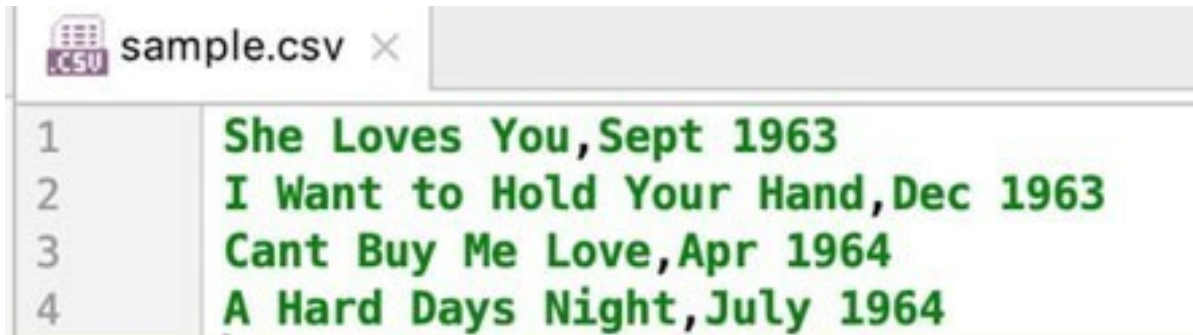 .CSV sample.csv ×
1 She Loves You,Sept 1963
2 I Want to Hold Your Hand,Dec 1963
3 Cant Buy Me Love,Apr 1964
4 A Hard Days Night,July 1964